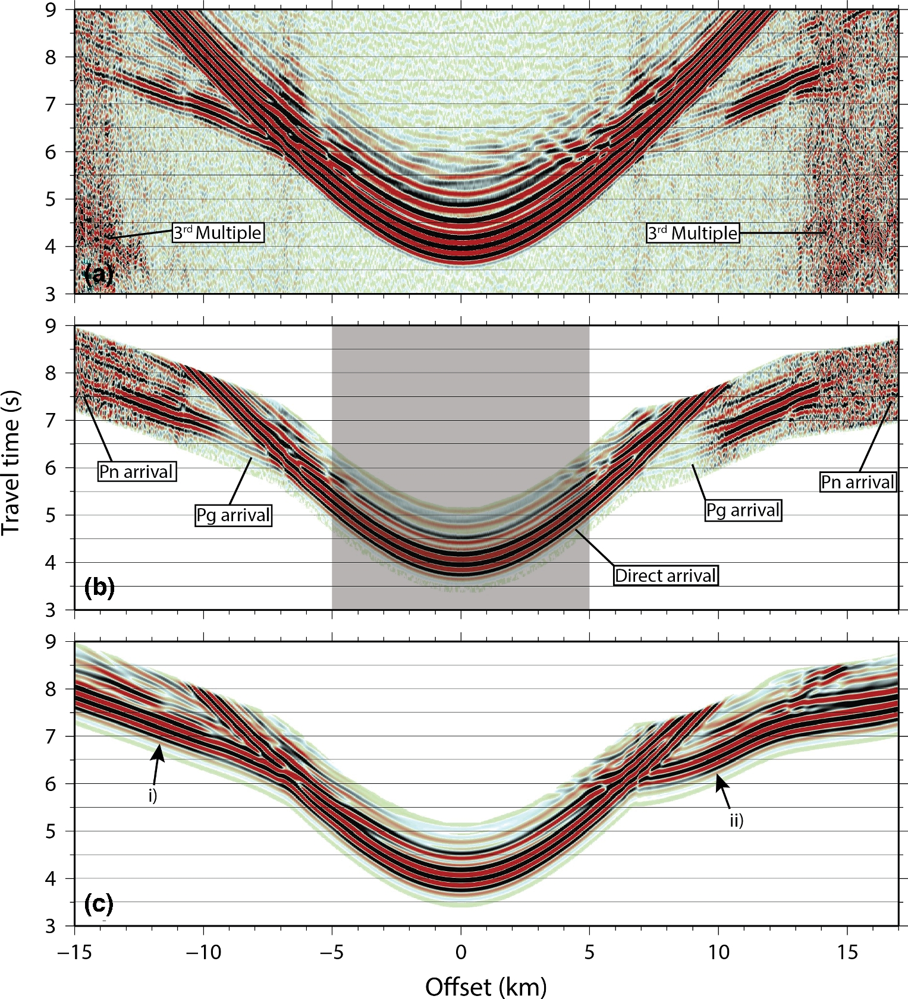 9
8
7
6
5
4
3
3rd Multiple
3rd Multiple
(a)
9
8
7
6
5
4
3
Pn arrival
Pg arrival
Pn arrival
Pg arrival
Direct arrival
(b)
Travel time (s)
9
8
7
6
5
4
3
i)
ii)
(c)
−15 −10 −5 0 5 10 15
Offset (km)